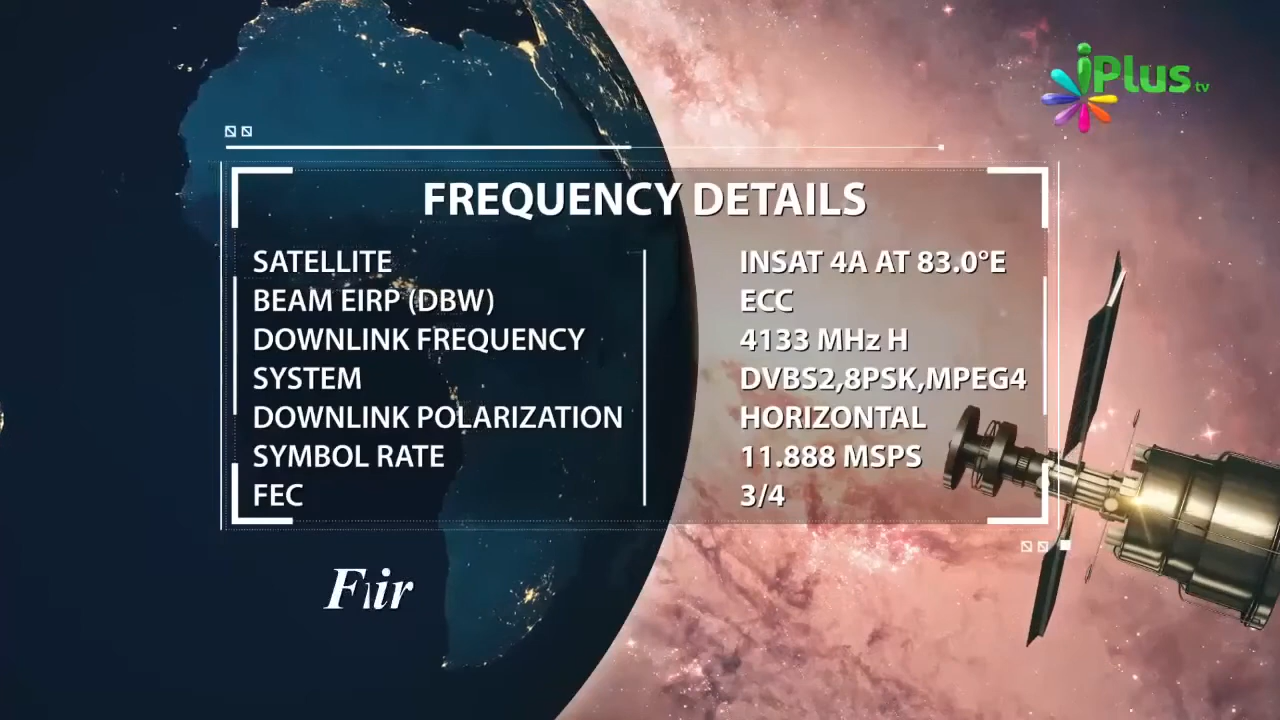 iPlus tv
FREQUENCY DETAILS
SATELLITE INSAT 4A AT 83.0°E
BEAM EIRP (DBW) ECC
DOWNLINK FREQUENCY 4133 MHz H
SYSTEM DVBS2,8PSK,MPEG4
DOWNLINK POLARIZATION HORIZONTAL
SYMBOL RATE 11.888 MSPS
FEC 3/4